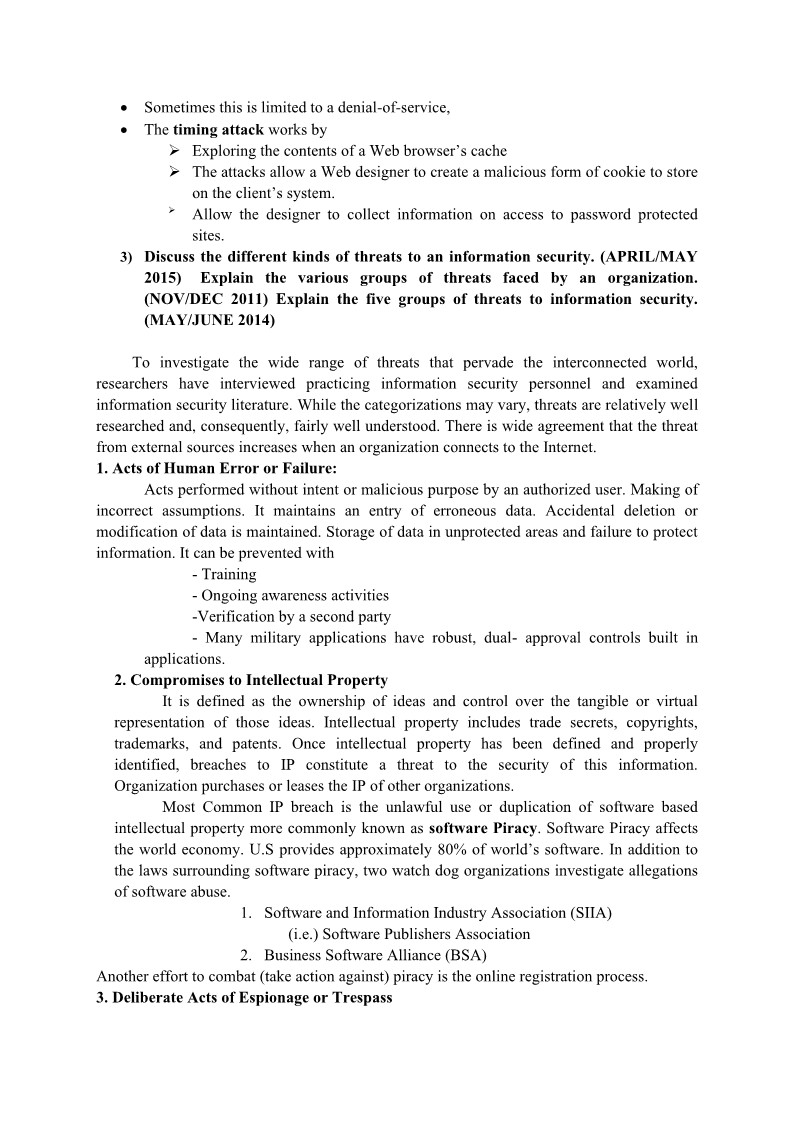 • Sometimes this is limited to a denial-of-service,
• The timing attack works by
➢ Exploring the contents of a Web browser’s cache
➢ The attacks allow a Web designer to create a malicious form of cookie to store
on the client’s system.
➢ Allow the designer to collect information on access to password protected
sites.
3) Discuss the different kinds of threats to an information security. (APRIL/MAY
2015) Explain the various groups of threats faced by an organization.
(NOV/DEC 2011) Explain the five groups of threats to information security.
(MAY/JUNE 2014)
To investigate the wide range of threats that pervade the interconnected world,
researchers have interviewed practicing information security personnel and examined
information security literature. While the categorizations may vary, threats are relatively well
researched and, consequently, fairly well understood. There is wide agreement that the threat
from external sources increases when an organization connects to the Internet.
1. Acts of Human Error or Failure:
Acts performed without intent or malicious purpose by an authorized user. Making of
incorrect assumptions. It maintains an entry of erroneous data. Accidental deletion or
modification of data is maintained. Storage of data in unprotected areas and failure to protect
information. It can be prevented with
- Training
- Ongoing awareness activities
-Verification by a second party
- Many military applications have robust, dual- approval controls built in
applications.
2. Compromises to Intellectual Property
It is defined as the ownership of ideas and control over the tangible or virtual
representation of those ideas. Intellectual property includes trade secrets, copyrights,
trademarks, and patents. Once intellectual property has been defined and properly
identified, breaches to IP constitute a threat to the security of this information.
Organization purchases or leases the IP of other organizations.
Most Common IP breach is the unlawful use or duplication of software based
intellectual property more commonly known as software Piracy. Software Piracy affects
the world economy. U.S provides approximately 80% of world’s software. In addition to
the laws surrounding software piracy, two watch dog organizations investigate allegations
of software abuse.
1. Software and Information Industry Association (SIIA)
(i.e.) Software Publishers Association
2. Business Software Alliance (BSA)
Another effort to combat (take action against) piracy is the online registration process.
3. Deliberate Acts of Espionage or Trespass